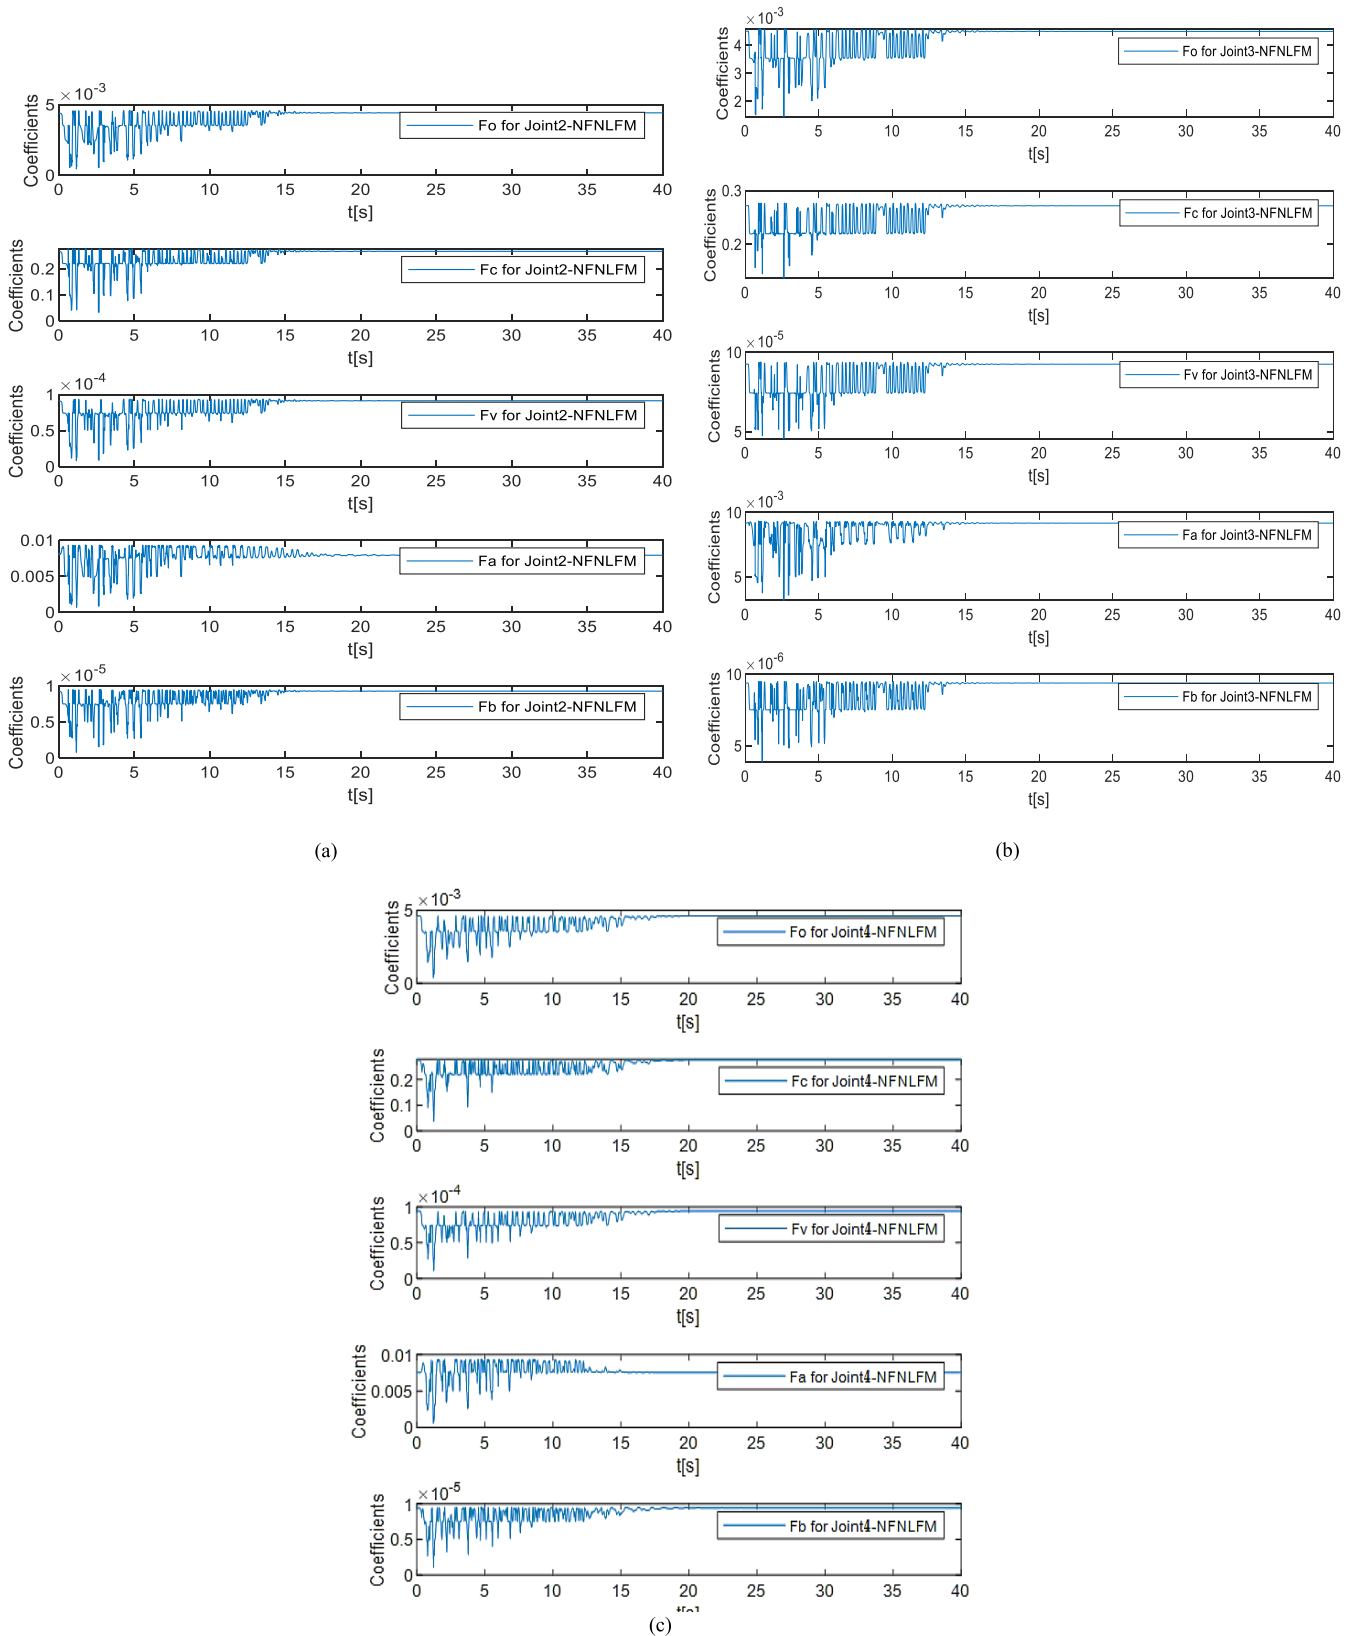 ×10-3
5
0
Coefficients
Fo for Joint2-NFNLFM
0 5 10 15 20 25 30 35 40
t[s]
0.2
0.1
0
Coefficients
Fc for Joint2-NFNLFM
0 5 10 15 20 25 30 35 40
t[s]
×10-4
1
0.5
0
Coefficients
Fv for Joint2-NFNLFM
0 5 10 15 20 25 30 35 40
t[s]
0.01
0.005
0
Coefficients
Fa for Joint2-NFNLFM
0 5 10 15 20 25 30 35 40
t[s]
×10-5
1
0.5
0
Coefficients
Fb for Joint2-NFNLFM
0 5 10 15 20 25 30 35 40
t[s]
(a)
×10-3
4
3
2
Coefficients
Fo for Joint3-NFNLFM
0 5 10 15 20 25 30 35 40
t[s]
0.3
0.2
Coefficients
Fc for Joint3-NFNLFM
0 5 10 15 20 25 30 35 40
t[s]
×10-5
10
5
Coefficients
Fv for Joint3-NFNLFM
0 5 10 15 20 25 30 35 40
t[s]
×10-3
10
5
Coefficients
Fa for Joint3-NFNLFM
0 5 10 15 20 25 30 35 40
t[s]
×10-6
10
5
Coefficients
Fb for Joint3-NFNLFM
0 5 10 15 20 25 30 35 40
t[s]
(b)
×10-3
5
0
Coefficients
Fo for Joint4-NFNLFM
0 5 10 15 20 25 30 35 40
t[s]
0.2
0.1
0
Coefficients
Fc for Joint4-NFNLFM
0 5 10 15 20 25 30 35 40
t[s]
×10-4
1
0.5
0
Coefficients
Fv for Joint4-NFNLFM
0 5 10 15 20 25 30 35 40
t[s]
0.01
0.005
0
Coefficients
Fa for Joint4-NFNLFM
0 5 10 15 20 25 30 35 40
t[s]
×10-5
1
0.5
0
Coefficients
Fb for Joint4-NFNLFM
0 5 10 15 20 25 30 35 40
t[s]
(c)